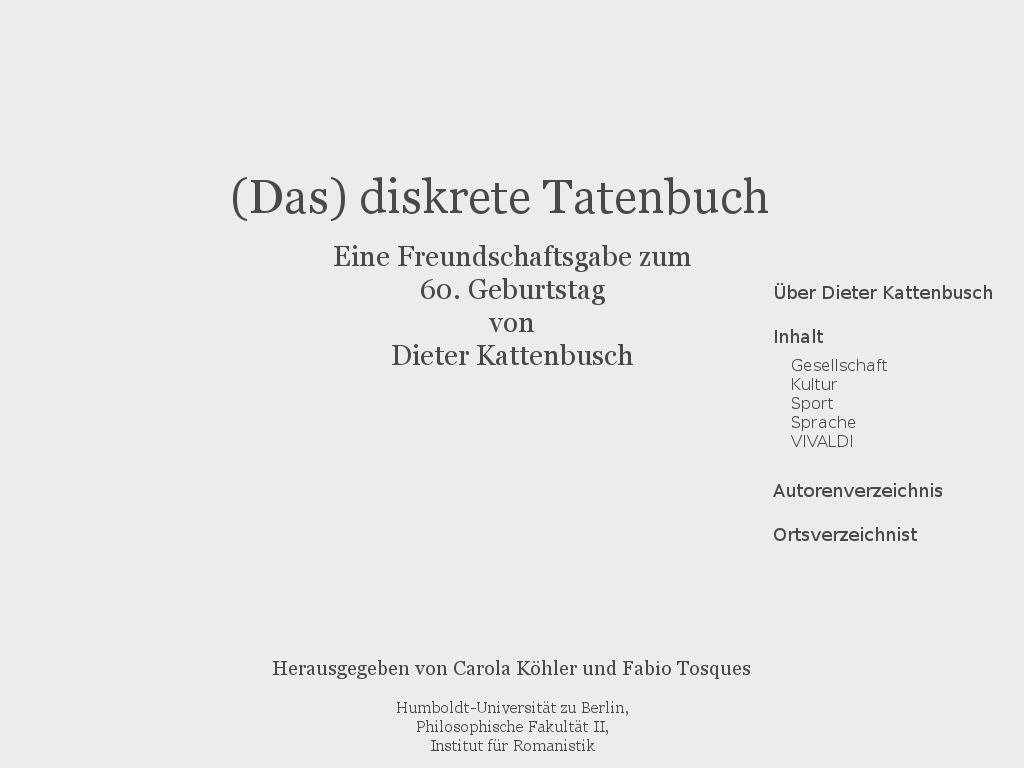 (Das) diskrete Tatenbuch
Eine Freundschaftsgabe zum
60. Geburtstag
von
Dieter Kattenbusch
Über Dieter Kattenbusch
Inhalt
Gesellschaft
Kultur
Sport
Sprache
VIVALDI
Autorenverzeichnis
Ortsverzeichnist
Herausgegeben von Carola Köhler und Fabio Tosques
Humboldt-Universität zu Berlin,
Philosophische Fakultät II,
Institut für Romanistik